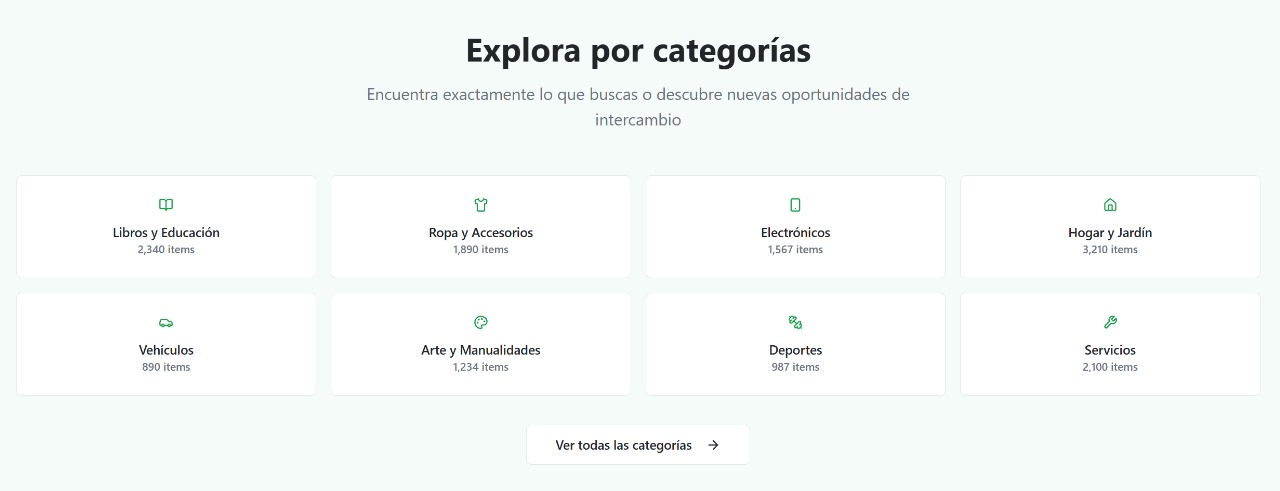 Explora por categorías
Encuentra exactamente lo que buscas o descubre nuevas oportunidades de
intercambio
Libros y Educación
2,340 items
Ropa y Accesorios
1,890 items
Electrónicos
1,567 items
Hogar y Jardín
3,210 items
Vehículos
890 items
Arte y Manualidades
1,234 items
Deportes
987 items
Servicios
2,100 items
Ver todas las categorías →